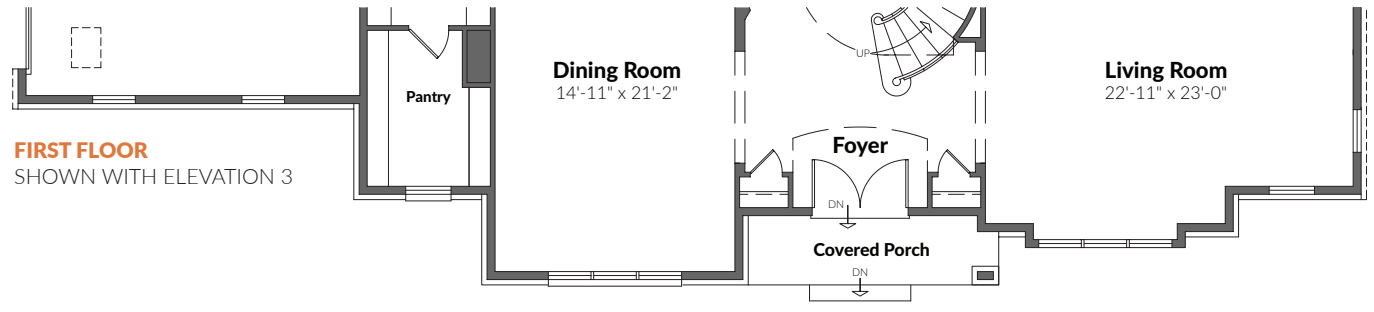 UP
Dining Room
14'-11" x 21'-2"
Living Room
22'-11" x 23'-0"
Pantry
FIRST FLOOR
SHOWN WITH ELEVATION 3
Foyer
DN
Covered Porch
DN